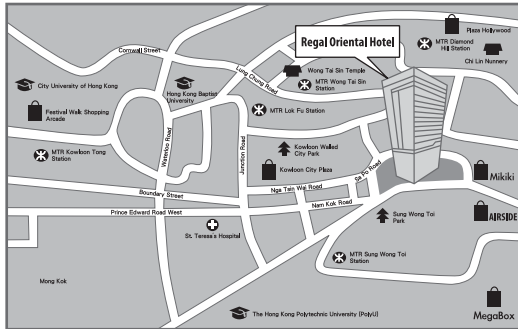 Plaza Hollywood
Regal Oriental Hotel
MTR Diamond
Hill Station
Chi Lin Nunnery
Cornwall Street
Lung Chung Road
Wong Tai Sin Temple
MTR Wong Tai Sin
Station
City University of Hong Kong
Hong Kong Baptist
University
Festival Walk Shopping
Arcade
MTR Lok Fu Station
Waterloo Road
Junction Road
Kowloon Walled
City Park
MTR Kowloon Tong
Station
Kowloon City Plaza
Sa Po Road
Mikiki
Boundary Street
Nga Tsin Wai Road
Prince Edward Road West
Nam Kok Road
Sung Wong Toi
Park
AIRSIDE
St. Teresa's Hospital
MTR Sung Wong Toi
Station
Mong Kok
The Hong Kong Polytechnic University (PolyU)
MegaBox